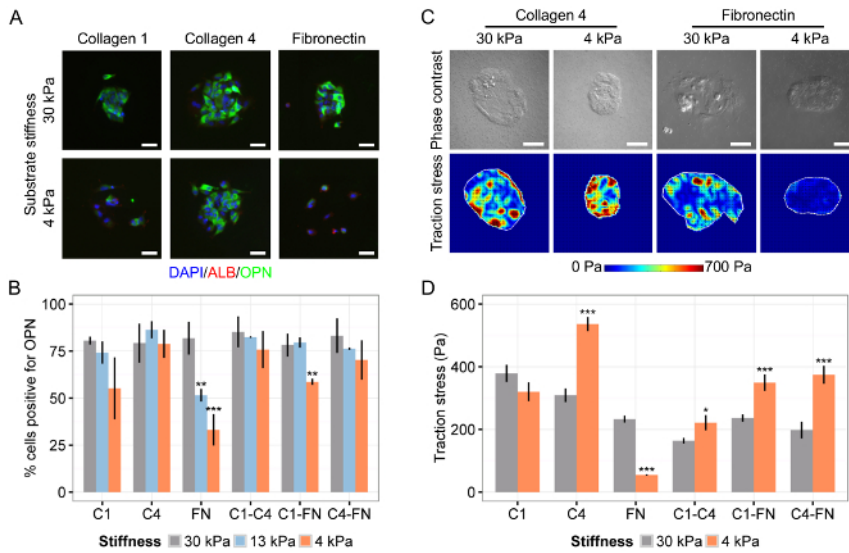 A
Collagen 1 Collagen 4 Fibronectin
Substrate stiffness
30 kPa
4 kPa
DAPI/ALB/OPN
B
% cells positive for OPN
100
75
50
25
0
** *** **
C1 C4 FN C1-C4 C1-FN C4-FN
Stiffness 30 kPa 13 kPa 4 kPa
C
Collagen 4 Fibronectin
30 kPa 4 kPa 30 kPa 4 kPa
Phase contrast
Traction stress
0 Pa 700 Pa
D
Traction stress (Pa)
600
400
200
0
*** *** * *** ***
C1 C4 FN C1-C4 C1-FN C4-FN
Stiffness 30 kPa 4 kPa